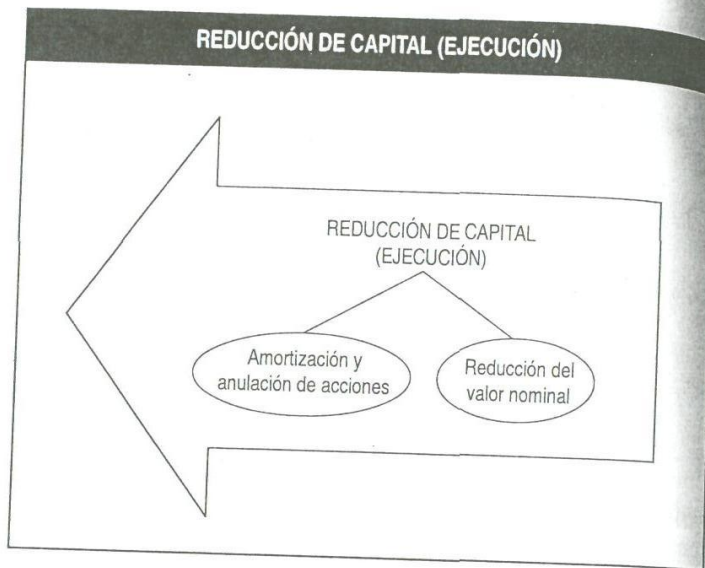 REDUCCIÓN DE CAPITAL (EJECUCIÓN)
REDUCCIÓN DE CAPITAL
(EJECUCIÓN)
Amortización y
anulación de acciones
Reducción del
valor nominal